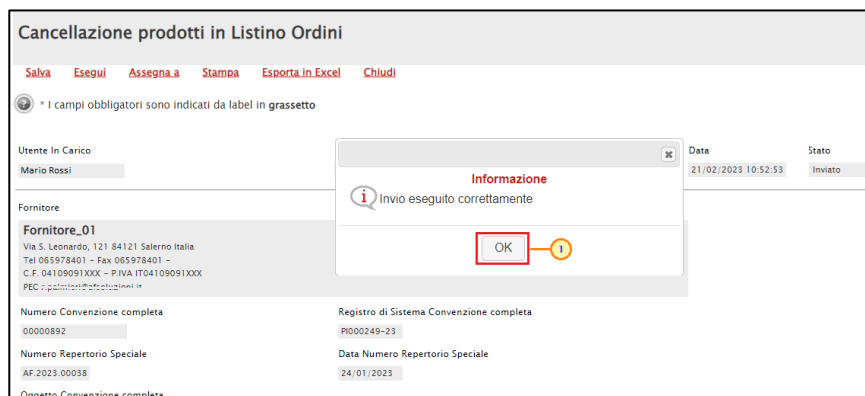 Cancellazione prodotti in Listino Ordini
Salva Esegui Assegna a Stampa Esporta in Excel Chiudi
* I campi obbligatori sono indicati da label in grassetto
Utente In Carico
Mario Rossi
Data
21/02/2023 10:52:53
Stato
Inviato
Informazione
Invio eseguito correttamente
OK
1
Fornitore
Fornitore_01
Via S. Leonardo, 121 84121 Salerno Italia
Tel 065978401 - Fax 065978401 -
C.F. 04109091XXX - P.IVA IT04109091XXX
PEC
Numero Convenzione completa
00000892
Registro di Sistema Convenzione completa
PI000249-23
Numero Repertorio Speciale
AF.2023.00038
Data Numero Repertorio Speciale
24/01/2023
Oggetto Convenzione completa